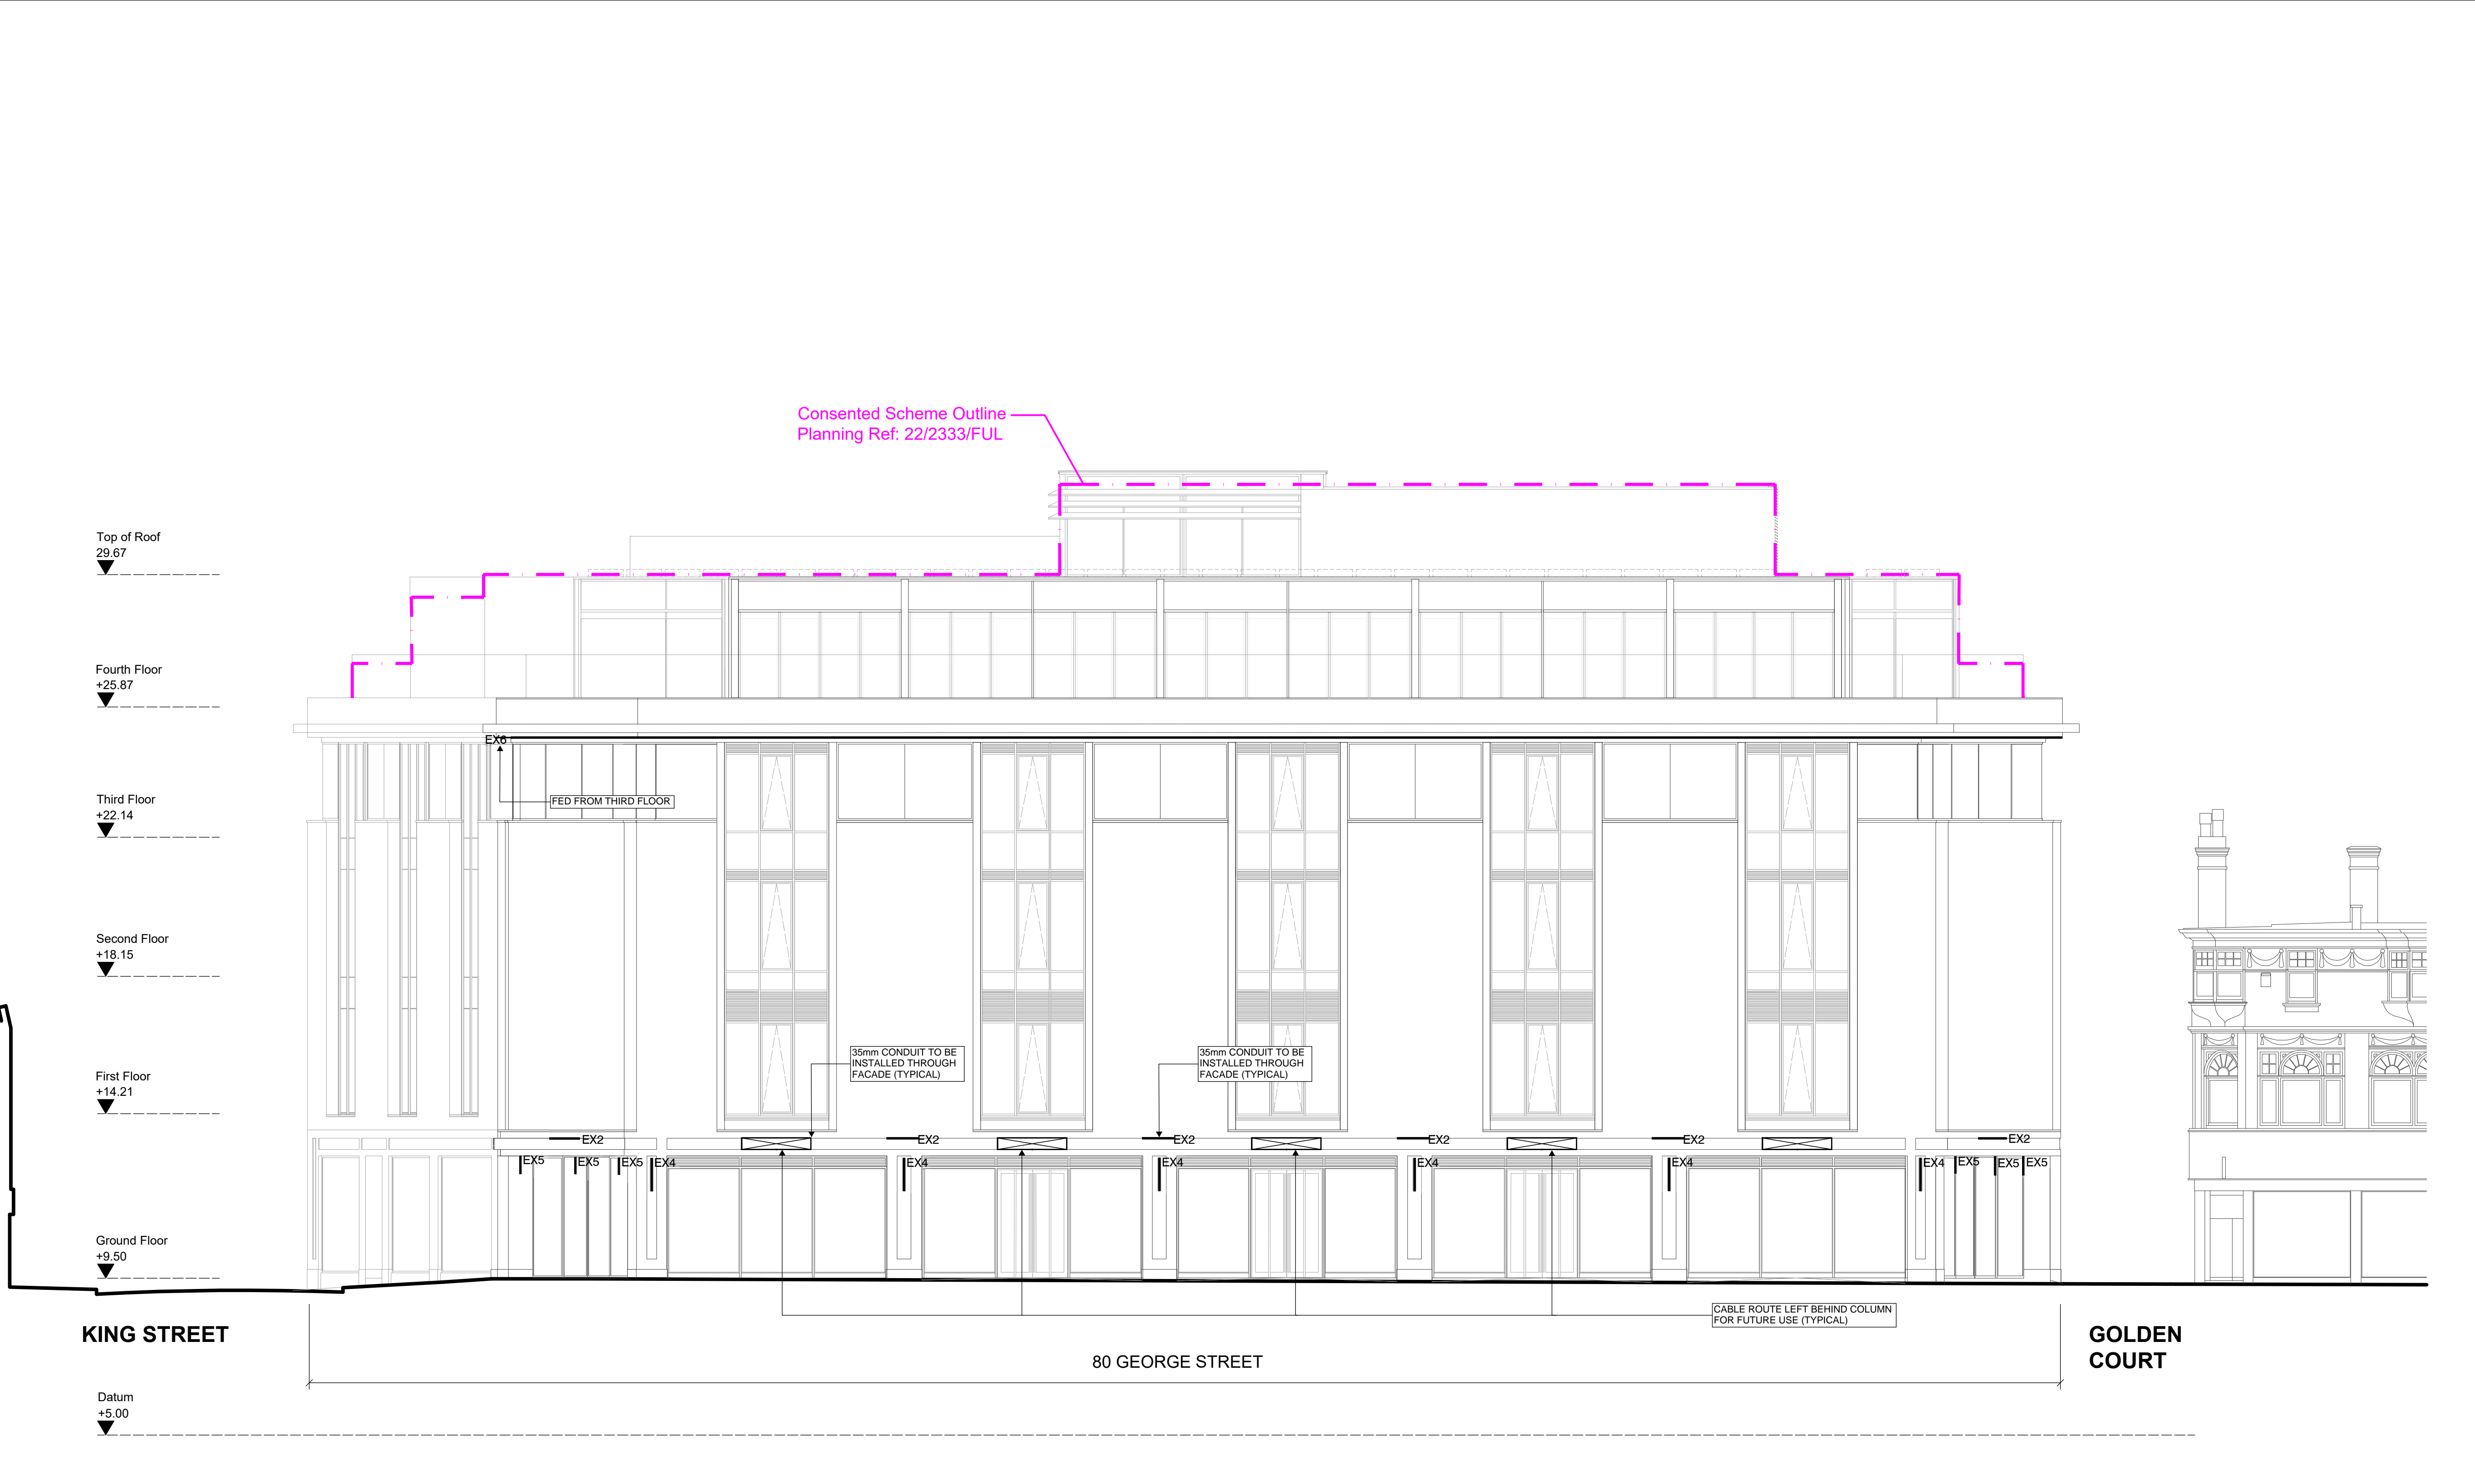 Consented Scheme Outline
Planning Ref: 22/2333/FUL
Top of Roof
29.67
Fourth Floor
+25.87
EX6
FED FROM THIRD FLOOR
Third Floor
+22.14
Second Floor
+18.15
35mm CONDUIT TO BE
INSTALLED THROUGH
FACADE (TYPICAL)
35mm CONDUIT TO BE
INSTALLED THROUGH
FACADE (TYPICAL)
First Floor
+14.21
EX2 EX2 EX2 EX2 EX2 EX2
EX5 EX5 EX5 EX4 EX4 EX4 EX4 EX4 EX4 EX5 EX5 EX5
Ground Floor
+9.50
CABLE ROUTE LEFT BEHIND COLUMN
FOR FUTURE USE (TYPICAL)
KING STREET
GOLDEN
COURT
80 GEORGE STREET
Datum
+5.00